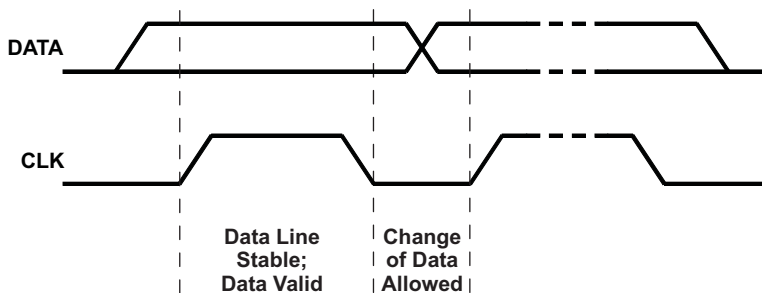 DATA
CLK
Data Line
Stable;
Data Valid
Change
of Data
Allowed